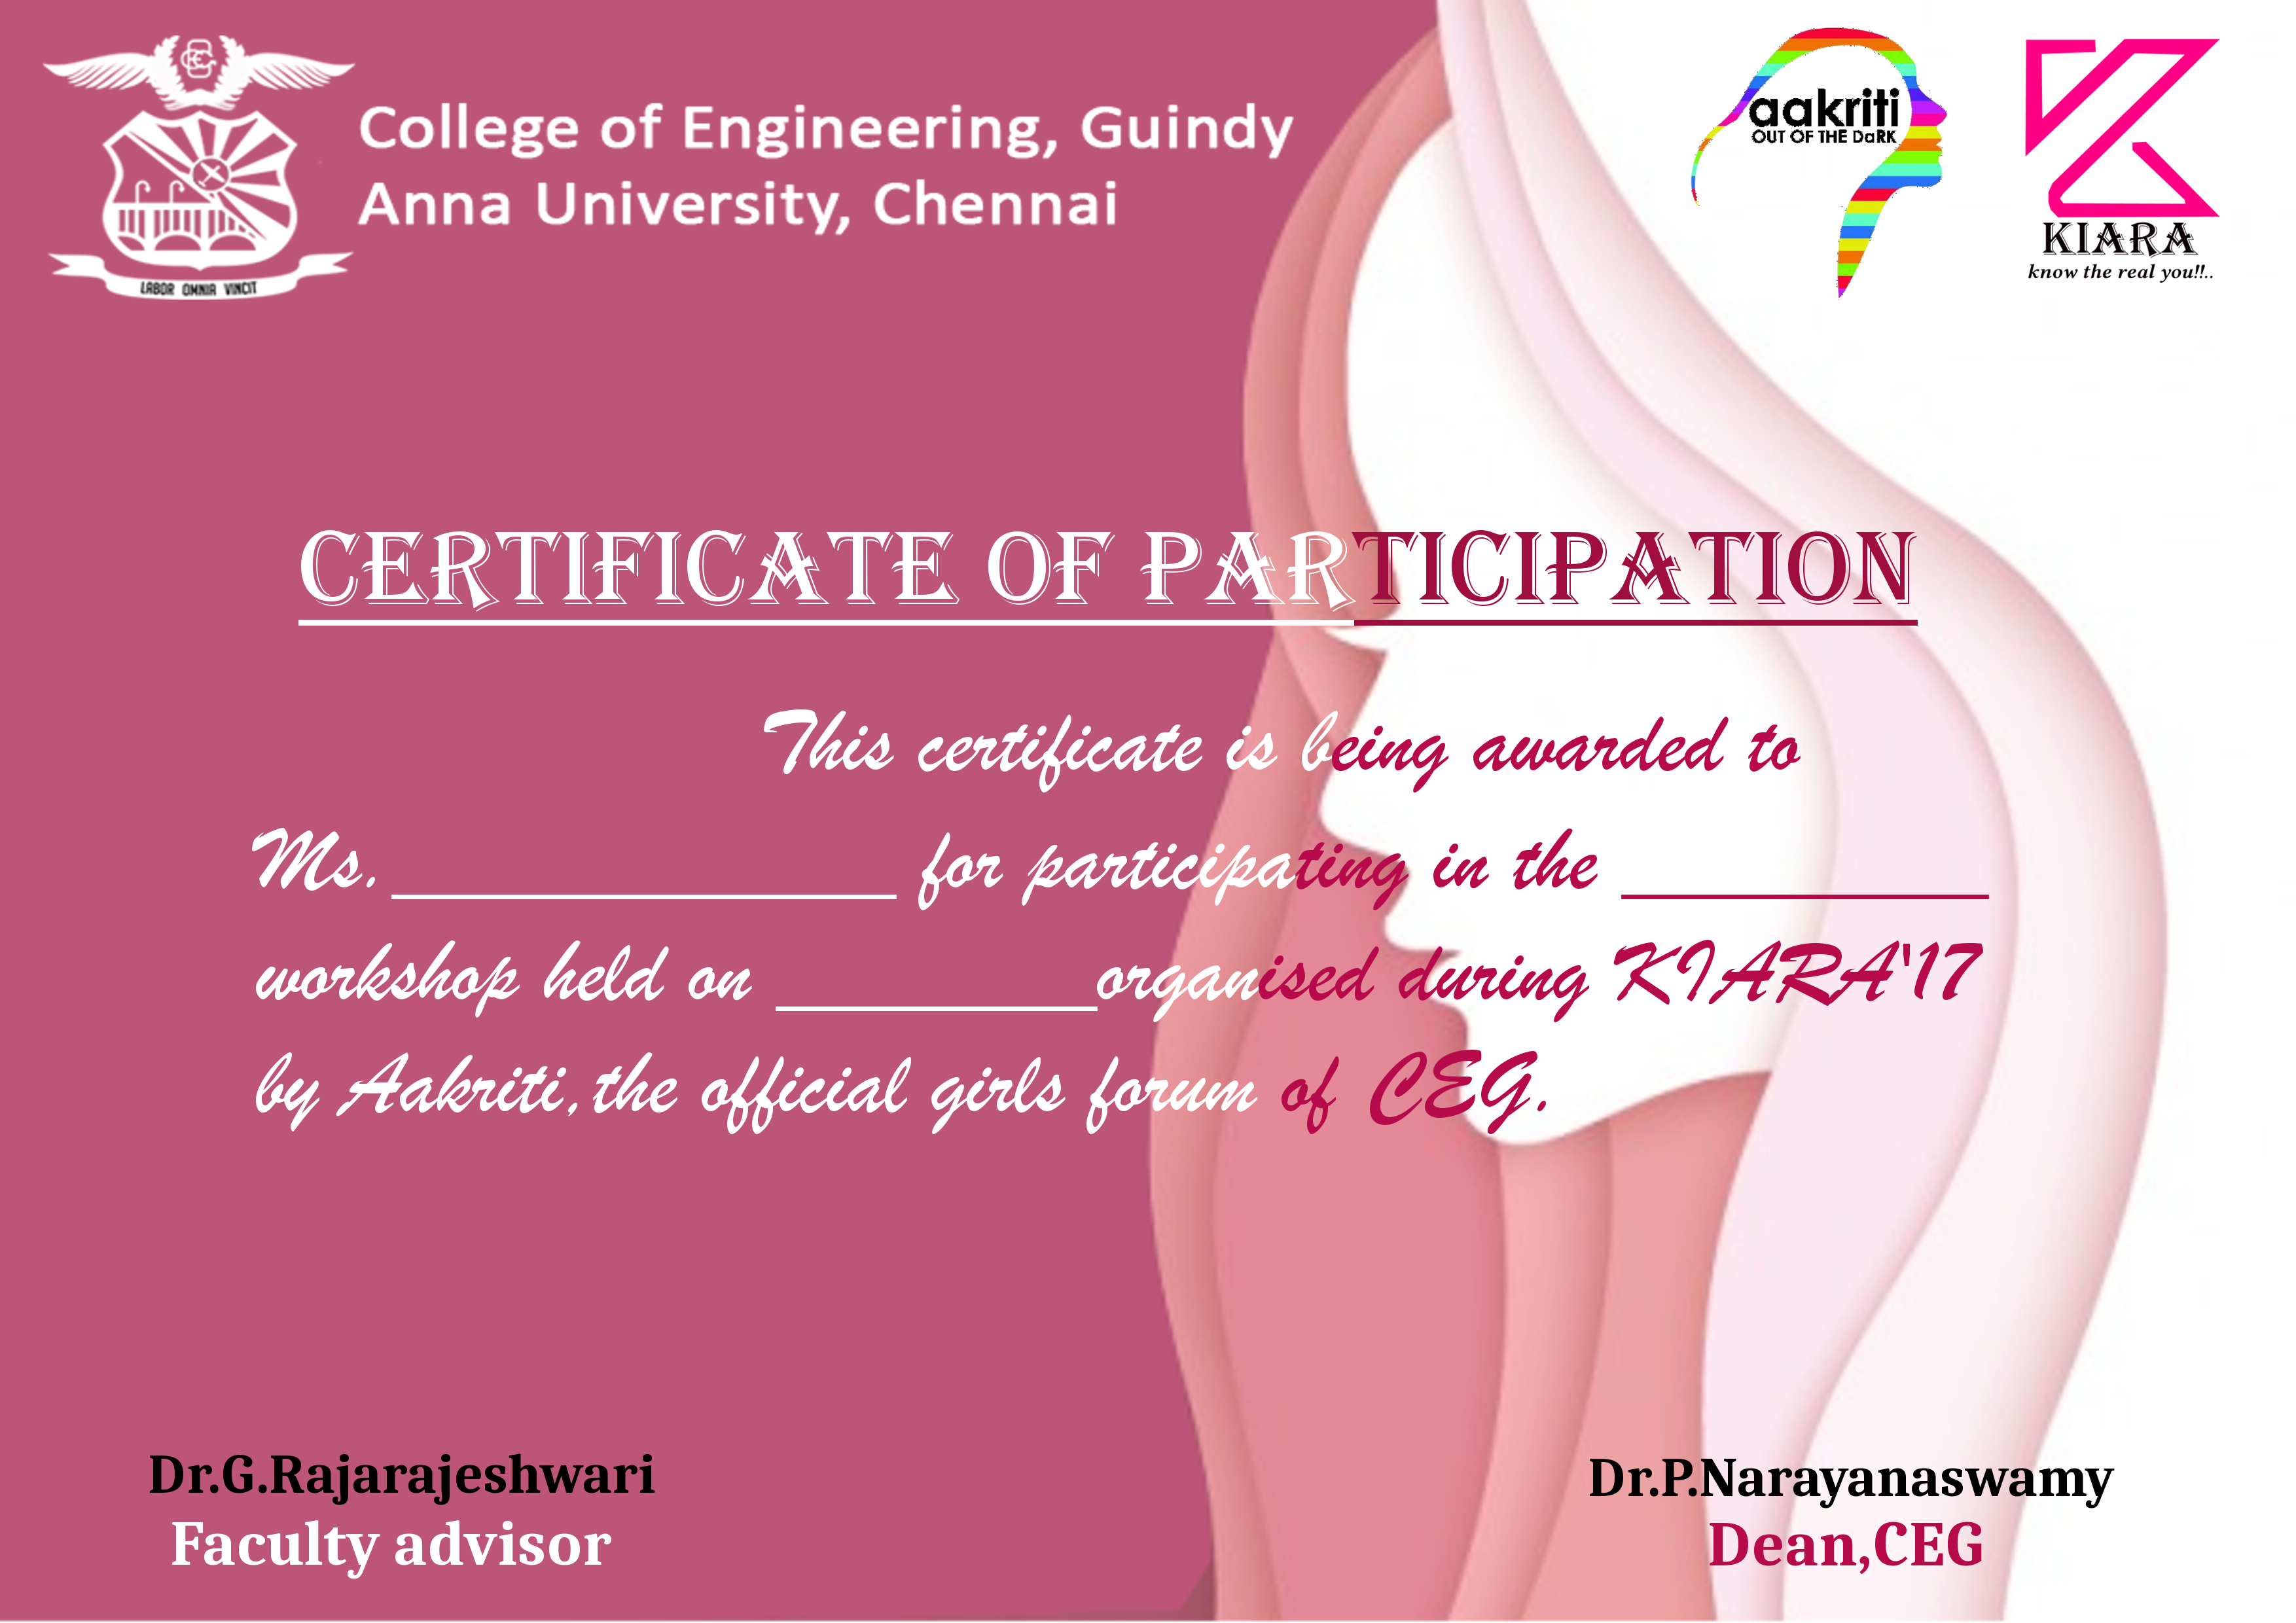 College of Engineering, Guindy
Anna University, Chennai
LABOR OMNIA VINCIT
aakriti
OUT OF THE DaRK
KIARA
know the real you!!..
CERTIFICATE OF PARTICIPATION
This certificate is being awarded to
Ms. ____________ for participating in the ____________
workshop held on ____________organised during KIARA'17
by Aakriti,the official girls forum of CEG.
Dr.G.Rajarajeshwari
Faculty advisor
Dr.P.Narayanaswamy
Dean,CEG